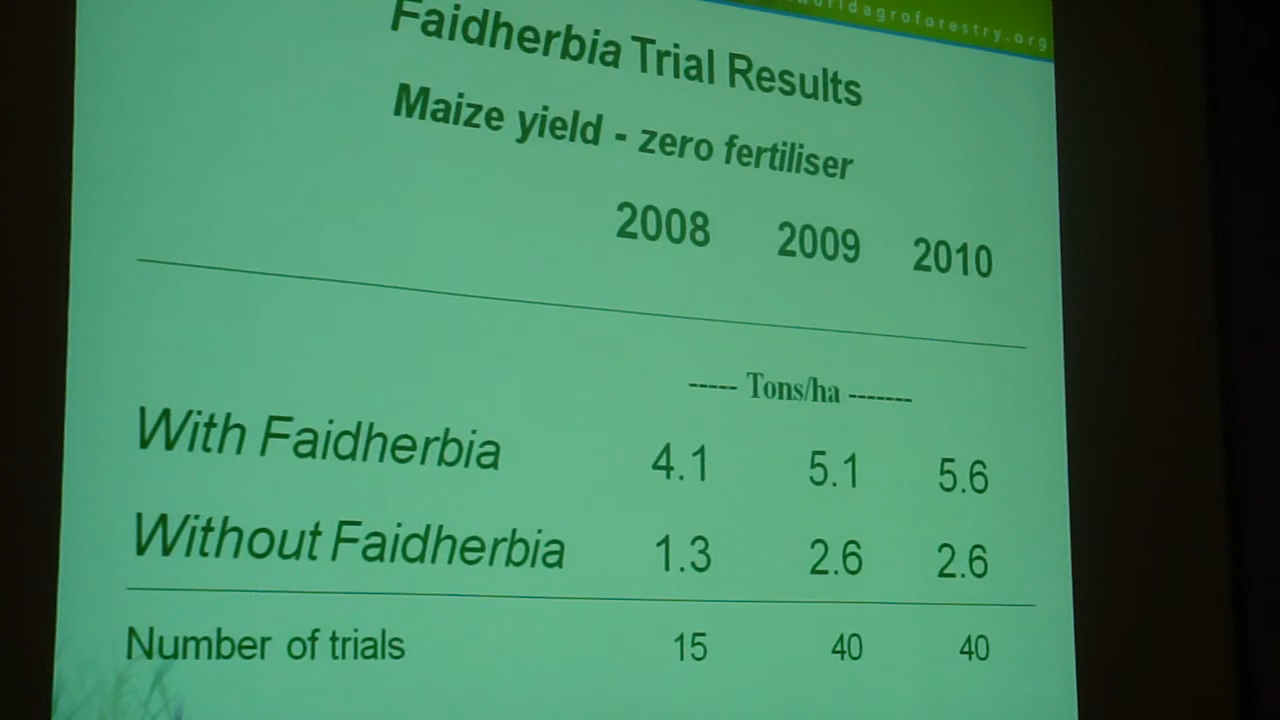 worldagroforestry.org
Faidherbia Trial Results
Maize yield - zero fertiliser
2008 2009 2010
----- Tons/ha -------
With Faidherbia 4.1 5.1 5.6
Without Faidherbia 1.3 2.6 2.6
Number of trials 15 40 40